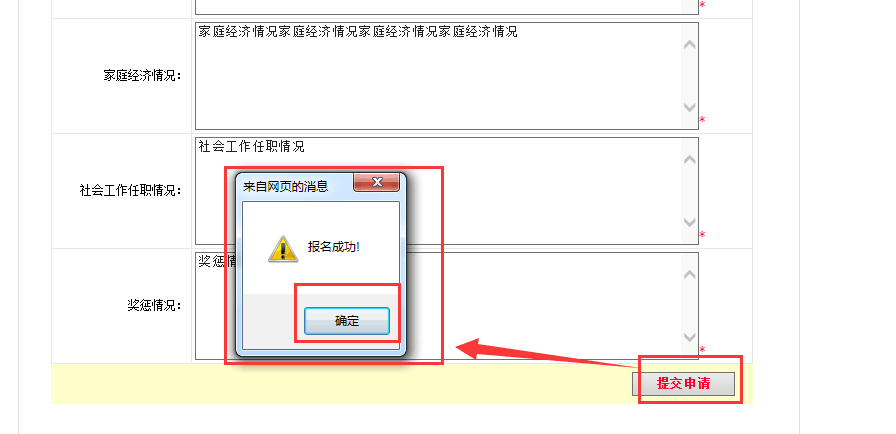 *
家庭经济情况：
家庭经济情况家庭经济情况家庭经济情况家庭经济情况
*
社会工作任职情况：
社会工作任职情况
*
来自网页的消息
报名成功!
确定
奖惩情况：
奖惩
*
提交申请